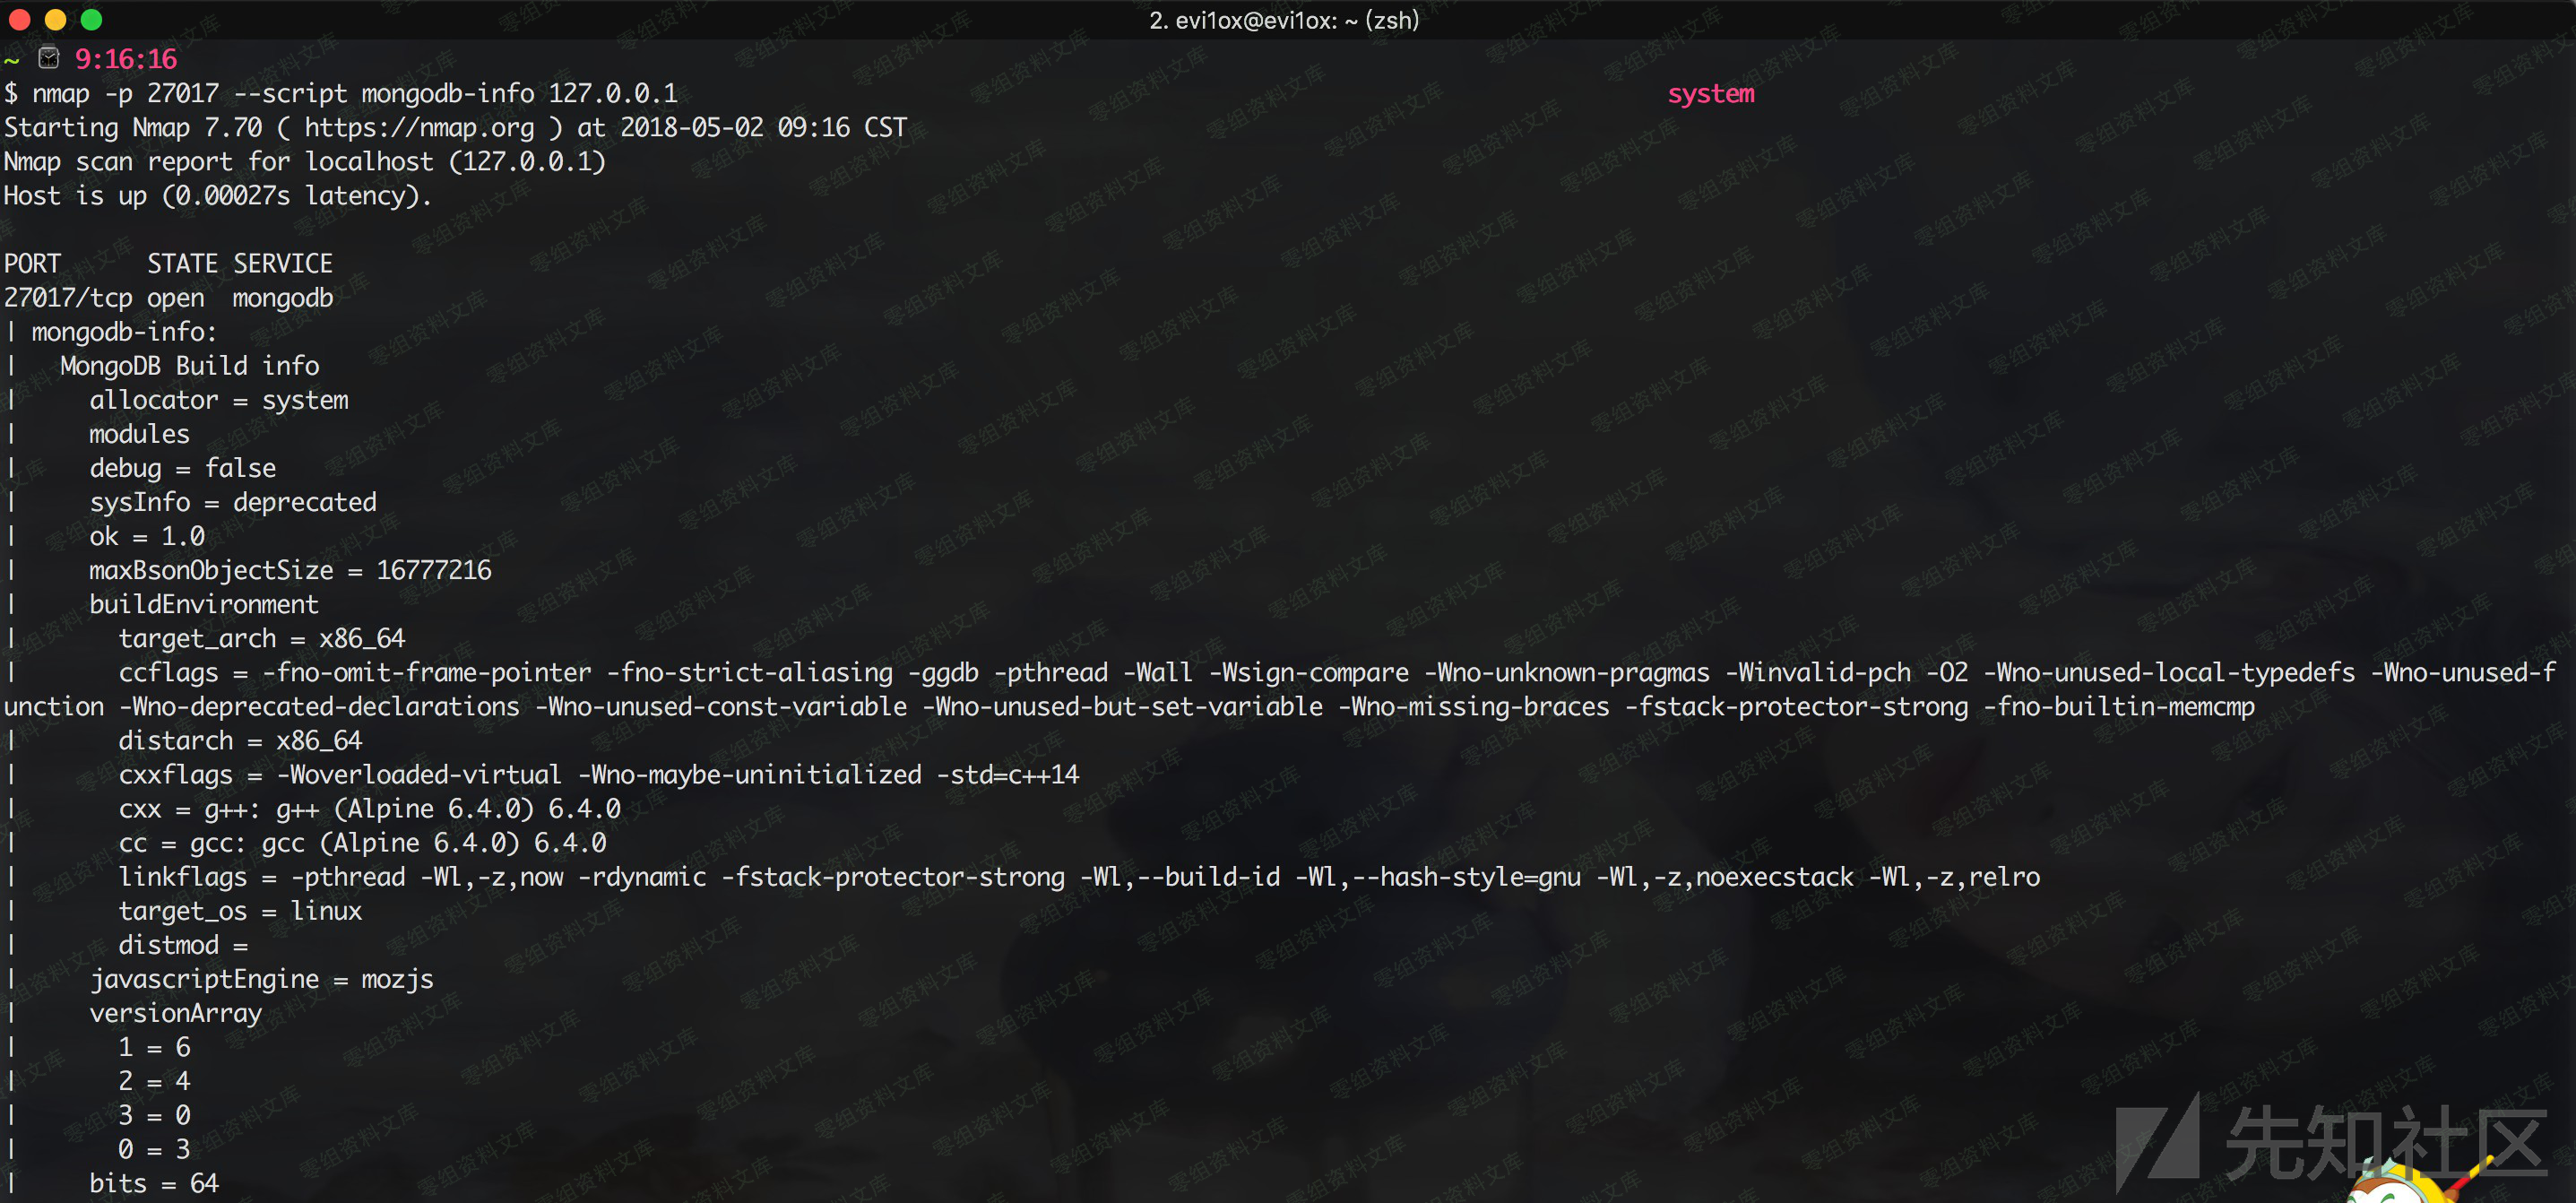 2. evi1ox@evi1ox: ~ (zsh)
~ 9:16:16
$ nmap -p 27017 --script mongodb-info 127.0.0.1 system
Starting Nmap 7.70 ( https://nmap.org ) at 2018-05-02 09:16 CST
Nmap scan report for localhost (127.0.0.1)
Host is up (0.00027s latency).
PORT      STATE SERVICE
27017/tcp open  mongodb
| mongodb-info:
|   MongoDB Build info
|     allocator = system
|     modules
|     debug = false
|     sysInfo = deprecated
|     ok = 1.0
|     maxBsonObjectSize = 16777216
|     buildEnvironment
|       target_arch = x86_64
|       ccflags = -fno-omit-frame-pointer -fno-strict-aliasing -ggdb -pthread -Wall -Wsign-compare -Wno-unknown-pragmas -Winvalid-pch -O2 -Wno-unused-local-typedefs -Wno-unused-f
unction -Wno-deprecated-declarations -Wno-unused-const-variable -Wno-unused-but-set-variable -Wno-missing-braces -fstack-protector-strong -fno-builtin-memcmp
|       distarch = x86_64
|       cxxflags = -Woverloaded-virtual -Wno-maybe-uninitialized -std=c++14
|       cxx = g++: g++ (Alpine 6.4.0) 6.4.0
|       cc = gcc: gcc (Alpine 6.4.0) 6.4.0
|       linkflags = -pthread -Wl,-z,now -rdynamic -fstack-protector-strong -Wl,--build-id -Wl,--hash-style=gnu -Wl,-z,noexecstack -Wl,-z,relro
|       target_os = linux
|       distmod =
|     javascriptEngine = mozjs
|     versionArray
|       1 = 6
|       2 = 4
|       3 = 0
|       0 = 3
|     bits = 64
先知社区
零组资料文库